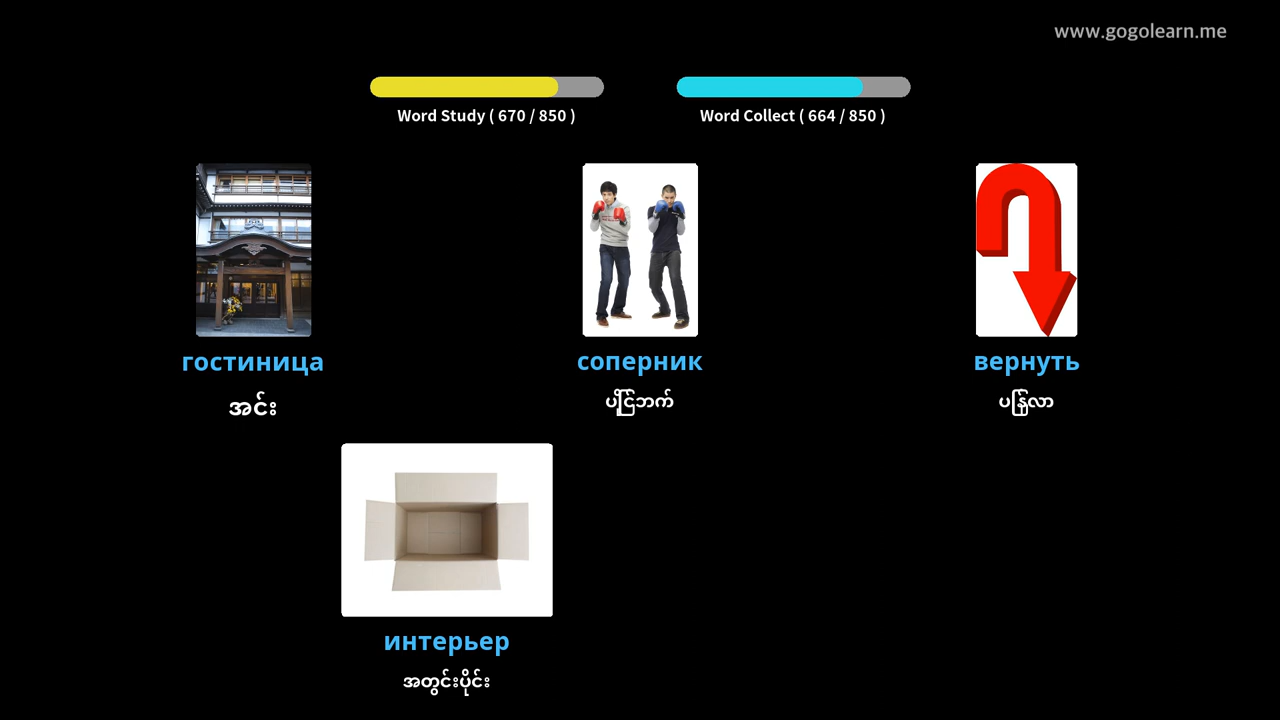 www.gogolearn.me
Word Study ( 670 / 850 )
Word Collect ( 664 / 850 )
гостиница
соперник
вернуть
အင်း
ပြိုင်ဘက်
ပြန်လာ
интерьер
အတွင်းပိုင်း